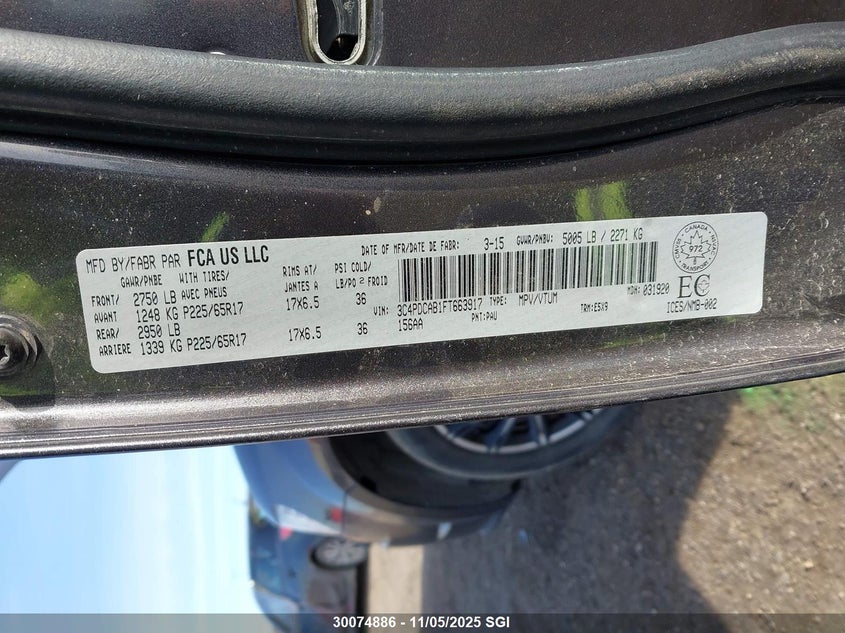 MFD BY/FABR PAR FCA US LLC DATE OF MFR/DATE DE FABR: 3-15 GVWR/PNBV: 5005 LB / 2271 KG
GAWR/PNBE WITH TIRES/ RIMS AT/ PSI COLD/
AVEC PNEUS JANTES A LB/PO² FROID
FRONT/ 2750 LB
AVANT 1248 KG P225/65R17 17X6.5 36
REAR/ 2950 LB
ARRIERE 1339 KG P225/65R17 17X6.5 36
VIN: 3C4PDCAB1FT663917 TYPE: MPV/VTUM MDH: 031920
156AA PNT: PAU TRM: E5X9 ICES/NMB-002
CANADA
972
EC
30074886 - 11/05/2025 SGI